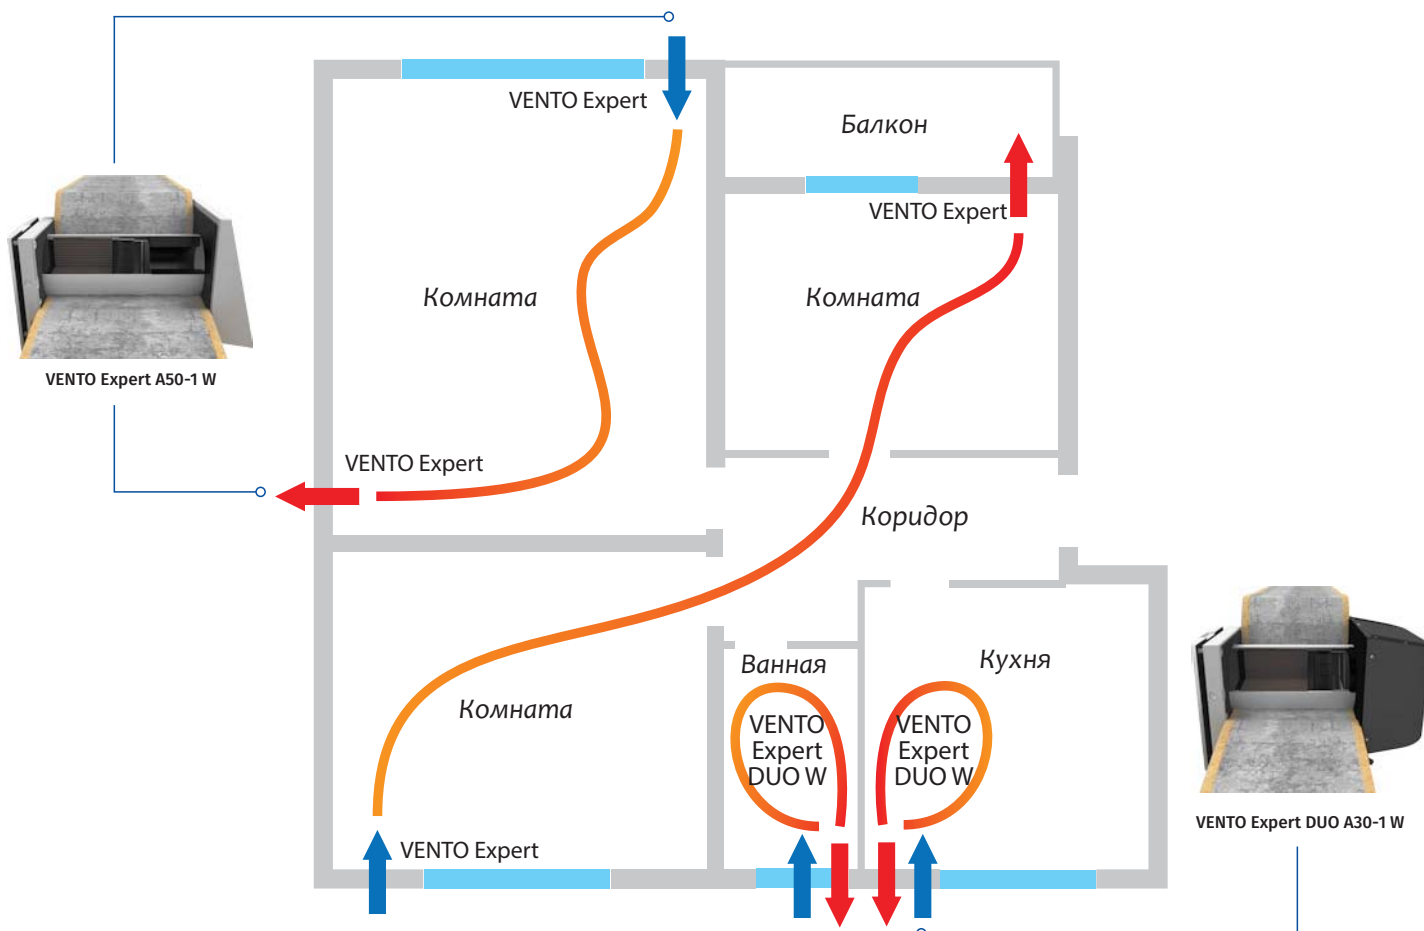 VENTO Expert
Балкон
VENTO Expert
Комната
Комната
VENTO Expert A50-1 W
VENTO Expert
Коридор
Ванная
Кухня
Комната
VENTO
Expert
DUO W
VENTO
Expert
DUO W
VENTO Expert DUO A30-1 W
VENTO Expert